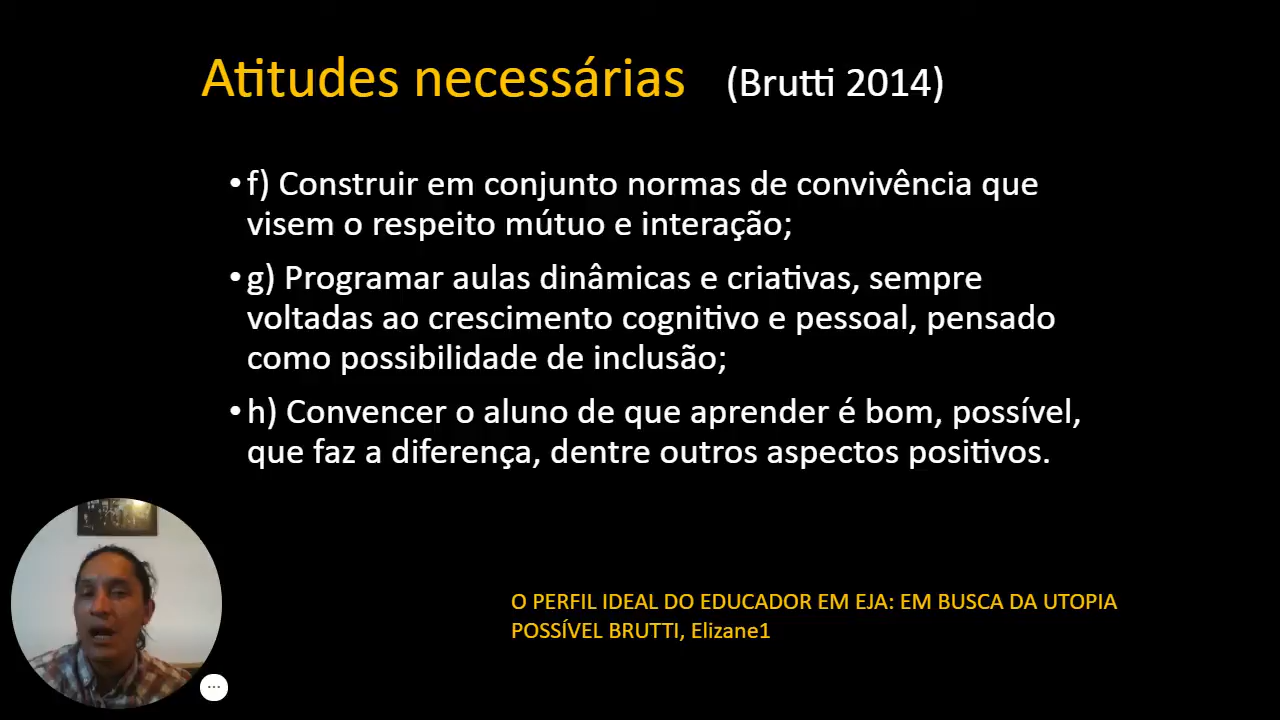 Atitudes necessárias (Brutti 2014)
•f) Construir em conjunto normas de convivência que
visem o respeito mútuo e interação;
•g) Programar aulas dinâmicas e criativas, sempre
voltadas ao crescimento cognitivo e pessoal, pensado
como possibilidade de inclusão;
•h) Convencer o aluno de que aprender é bom, possível,
que faz a diferença, dentre outros aspectos positivos.
O PERFIL IDEAL DO EDUCADOR EM EJA: EM BUSCA DA UTOPIA
POSSÍVEL BRUTTI, Elizane1